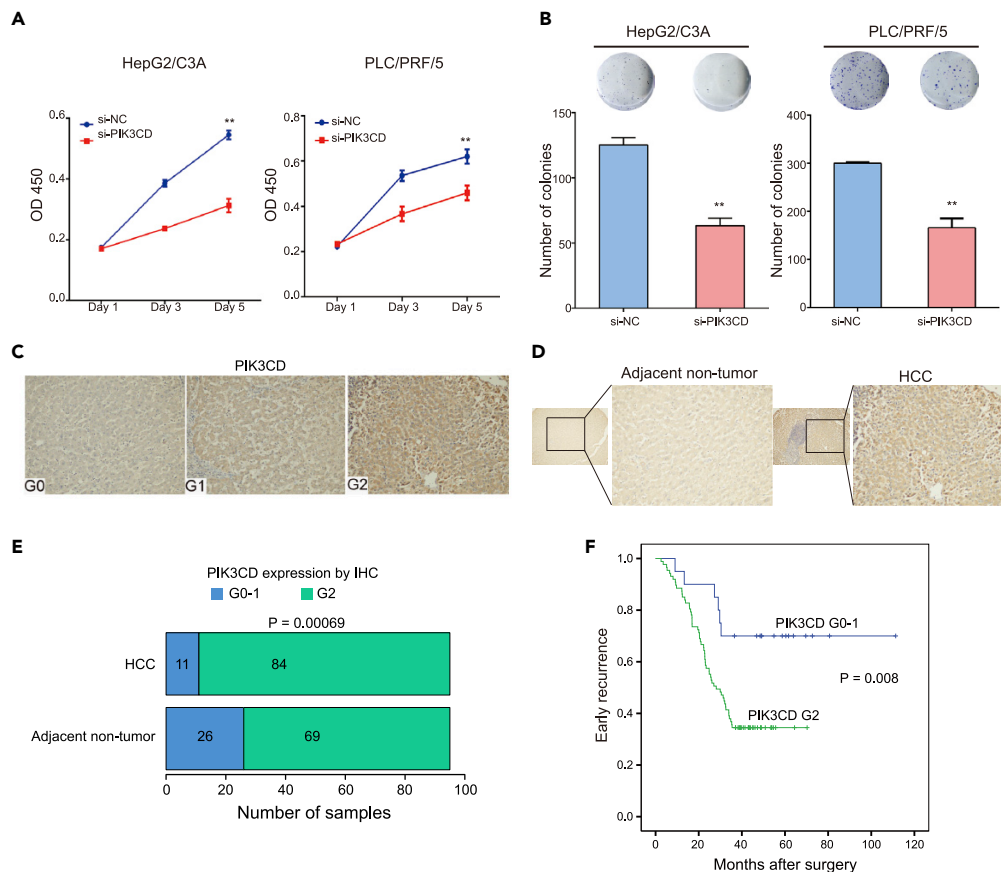 A
HepG2/C3A
PLC/PRF/5
si-NC
si-PIK3CD
**
OD 450
0.6
0.4
0.2
0.0
Day 1
Day 3
Day 5
si-NC
si-PIK3CD
**
OD 450
0.8
0.6
0.4
0.2
0.0
Day 1
Day 3
Day 5
B
HepG2/C3A
PLC/PRF/5
Number of colonies
150
100
50
0
**
si-NC
si-PIK3CD
Number of colonies
400
300
200
100
0
**
si-NC
si-PIK3CD
C
PIK3CD
G0
G1
G2
D
Adjacent non-tumor
HCC
E
PIK3CD expression by IHC
G0-1
G2
P = 0.00069
HCC
11
84
Adjacent non-tumor
26
69
0
20
40
60
80
100
Number of samples
F
Early recurrence
1.0
0.8
0.6
0.4
0.2
0.0
PIK3CD G0-1
P = 0.008
PIK3CD G2
0
20
40
60
80
100
120
Months after surgery